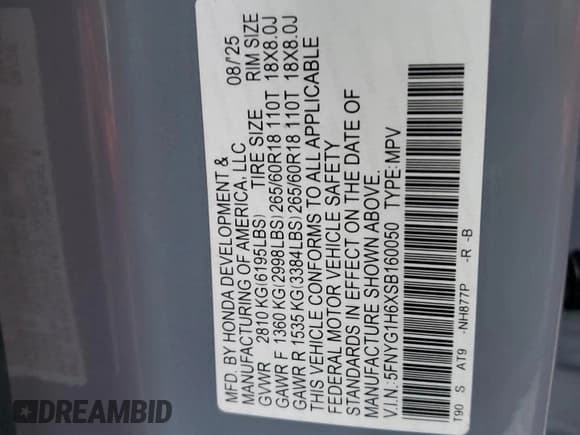 MFD. BY HONDA DEVELOPMENT &
MANUFACTURING OF AMERICA, LLC 08/'25
GVWR 2810 KG(6195LBS) TIRE SIZE RIM SIZE
GAWR F 1360 KG(2998LBS) 265/60R18 110T 18X8.0J
GAWR R 1535 KG(3384LBS) 265/60R18 110T 18X8.0J
THIS VEHICLE CONFORMS TO ALL APPLICABLE
FEDERAL MOTOR VEHICLE SAFETY
STANDARDS IN EFFECT ON THE DATE OF
MANUFACTURE SHOWN ABOVE.
V.I.N.:5FNYG1H6XSB160050 TYPE:MPV
T90 S AT9 -NH877P -R -B
DREAMBID